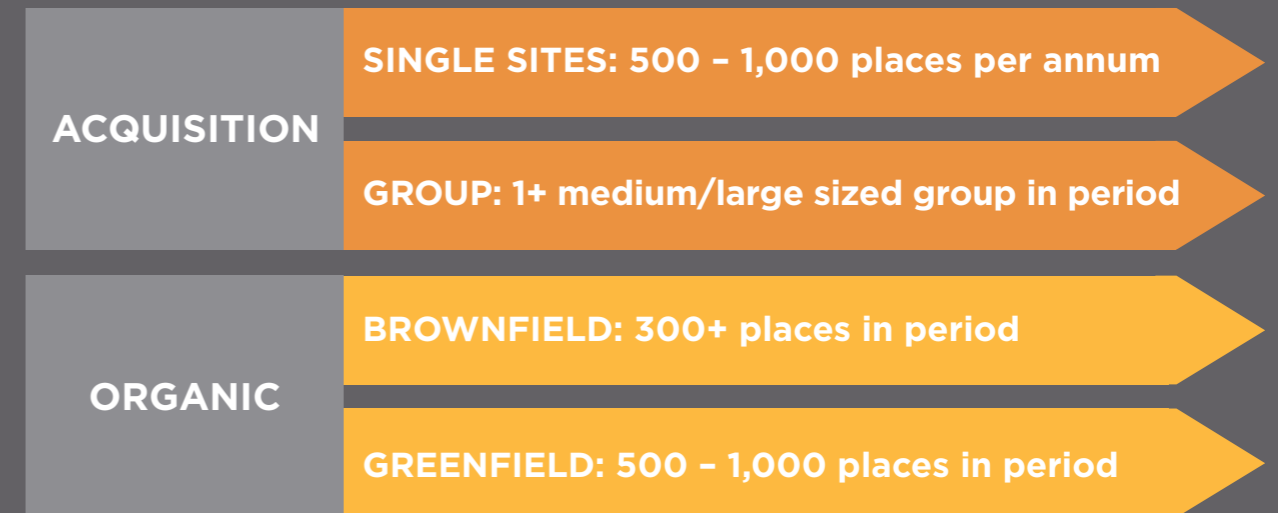 ACQUISITION
SINGLE SITES: 500 – 1,000 places per annum
GROUP: 1+ medium/large sized group in period
ORGANIC
BROWNFIELD: 300+ places in period
GREENFIELD: 500 – 1,000 places in period